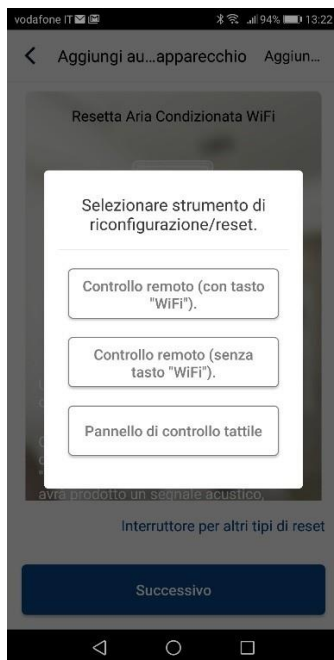 vodafone IT 94% 13:22
Aggiungi au...apparecchio Aggiun...
Resetta Aria Condizionata WiFi
Selezionare strumento di
riconfigurazione/reset.
Controllo remoto (con tasto
"WiFi").
Controllo remoto (senza
tasto "WiFi").
Pannello di controllo tattile
avrà prodotto un segnale acustico,
Interruttore per altri tipi di reset
Successivo